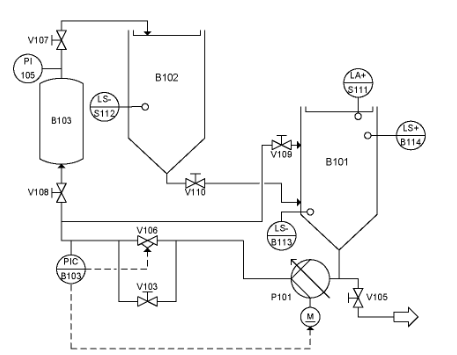 V107
PI
105
B102
LA+
S111
LS-
S112
LS+
B114
B103
V109
B101
V108
V110
LS-
B113
V106
PIC
B103
V103
P101
V105
M